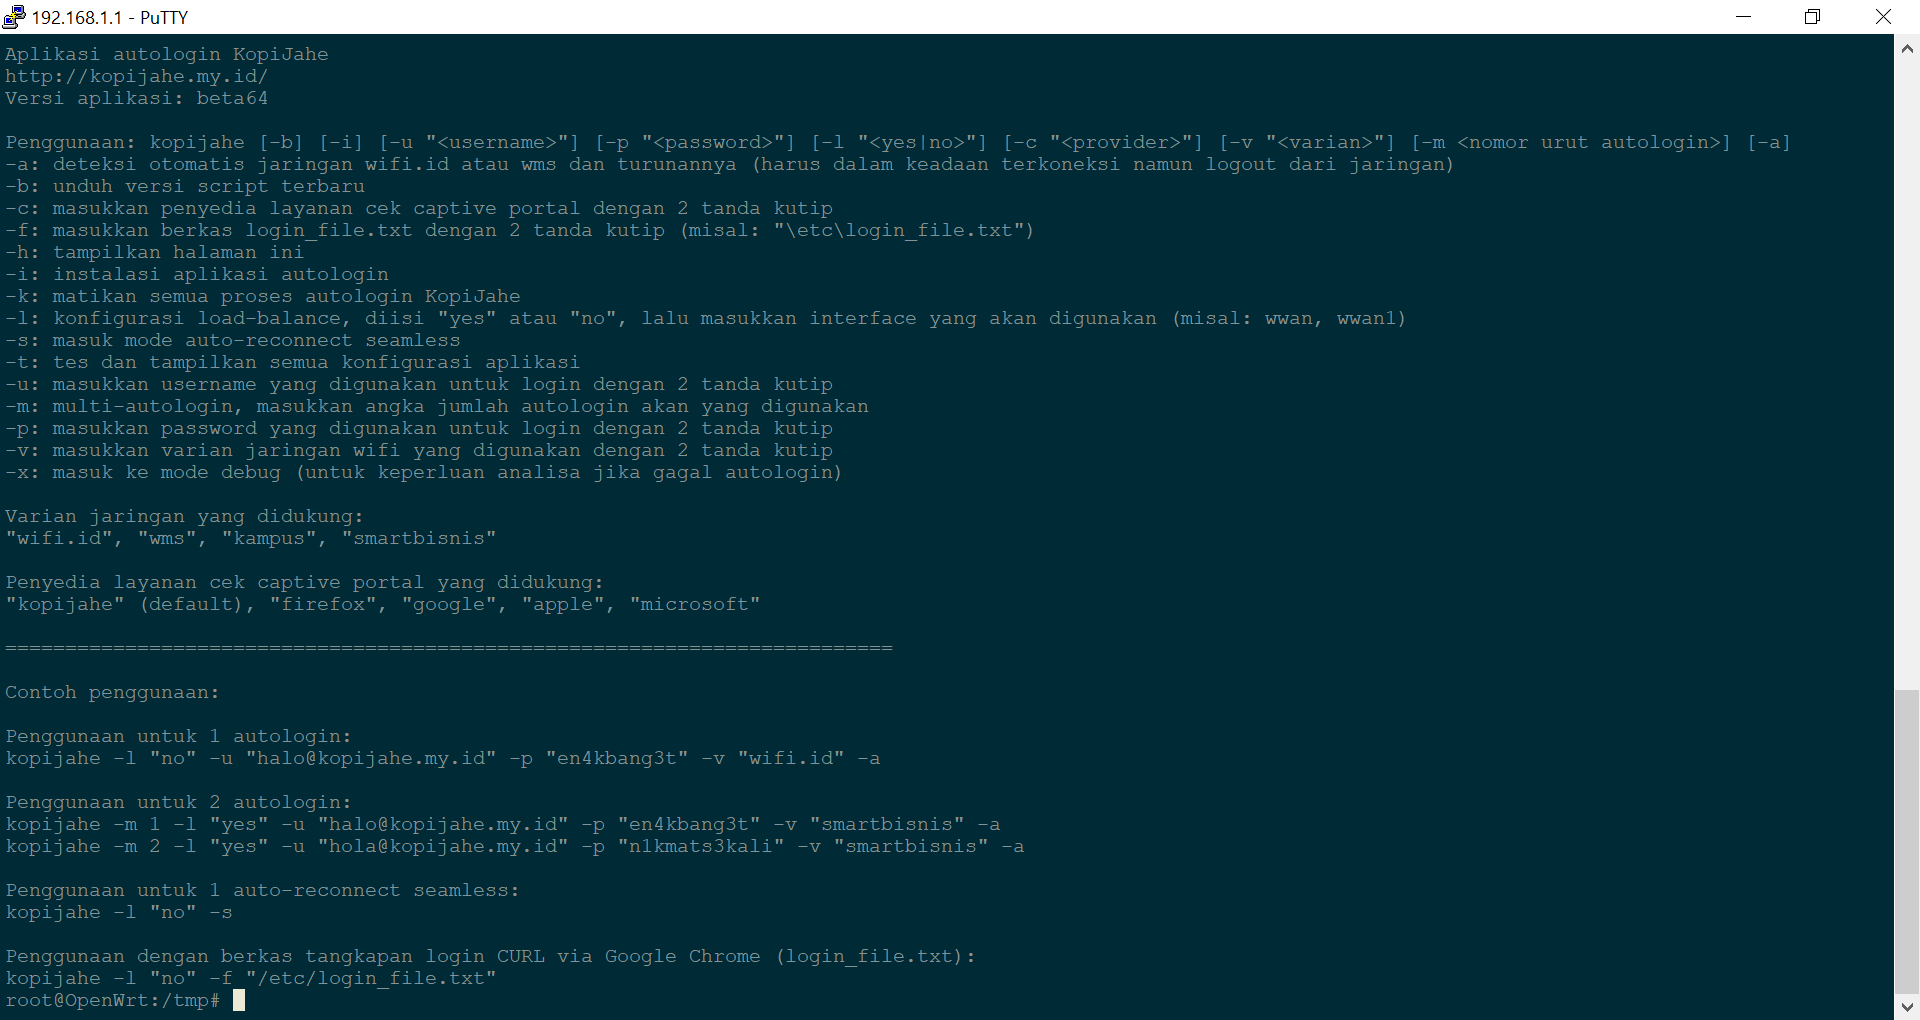 192.168.1.1 - PuTTY
Aplikasi autologin KopiJahe
http://kopijahe.my.id/
Versi aplikasi: beta64
Penggunaan: kopijahe [-b] [-i] [-u "<username>"] [-p "<password>"] [-l "<yes|no>"] [-c "<provider>"] [-v "<varian>"] [-m <nomor urut autologin>] [-a]
-a: deteksi otomatis jaringan wifi.id atau wms dan turunannya (harus dalam keadaan terkoneksi namun logout dari jaringan)
-b: unduh versi script terbaru
-c: masukkan penyedia layanan cek captive portal dengan 2 tanda kutip
-f: masukkan berkas login_file.txt dengan 2 tanda kutip (misal: "\etc\login_file.txt")
-h: tampilkan halaman ini
-i: instalasi aplikasi autologin
-k: matikan semua proses autologin KopiJahe
-l: konfigurasi load-balance, diisi "yes" atau "no", lalu masukkan interface yang akan digunakan (misal: wwan, wwan1)
-s: masuk mode auto-reconnect seamless
-t: tes dan tampilkan semua konfigurasi aplikasi
-u: masukkan username yang digunakan untuk login dengan 2 tanda kutip
-m: multi-autologin, masukkan angka jumlah autologin akan yang digunakan
-p: masukkan password yang digunakan untuk login dengan 2 tanda kutip
-v: masukkan varian jaringan wifi yang digunakan dengan 2 tanda kutip
-x: masuk ke mode debug (untuk keperluan analisa jika gagal autologin)
Varian jaringan yang didukung:
"wifi.id", "wms", "kampus", "smartbisnis"
Penyedia layanan cek captive portal yang didukung:
"kopijahe" (default), "firefox", "google", "apple", "microsoft"
==========================================================================
Contoh penggunaan:
Penggunaan untuk 1 autologin:
kopijahe -l "no" -u "halo@kopijahe.my.id" -p "en4kbang3t" -v "wifi.id" -a
Penggunaan untuk 2 autologin:
kopijahe -m 1 -l "yes" -u "halo@kopijahe.my.id" -p "en4kbang3t" -v "smartbisnis" -a
kopijahe -m 2 -l "yes" -u "hola@kopijahe.my.id" -p "n1kmats3kali" -v "smartbisnis" -a
Penggunaan untuk 1 auto-reconnect seamless:
kopijahe -l "no" -s
Penggunaan dengan berkas tangkapan login CURL via Google Chrome (login_file.txt):
kopijahe -l "no" -f "/etc/login_file.txt"
root@OpenWrt:/tmp#